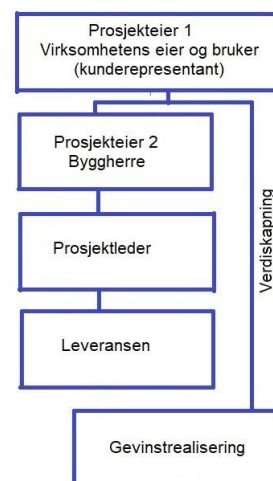 Prosjekteier 1
Virksomhetens eier og bruker
(kunderepresentant)
Prosjekteier 2
Byggherre
Prosjektleder
Leveransen
Verdiskapning
Gevinstrealisering